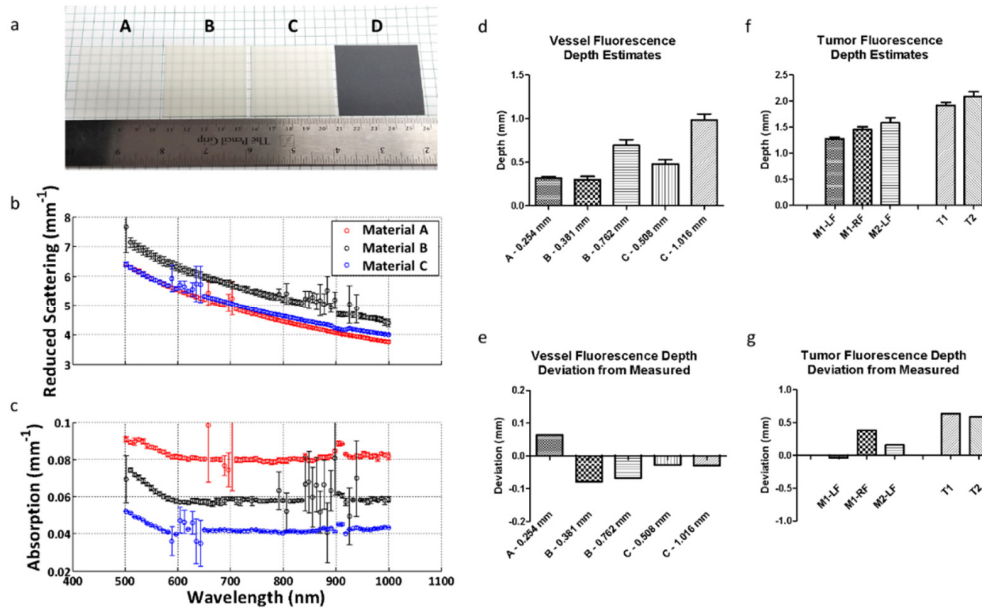 a
A B C D
The Pencil Grip
9 8 7 6 5 4 3 2
b
Reduced Scattering (mm⁻¹)
8
7
6
5
4
3
Material A
Material B
Material C
c
Absorption (mm⁻¹)
0.1
0.08
0.06
0.04
0.02
400 500 600 700 800 900 1000 1100
Wavelength (nm)
d
Vessel Fluorescence
Depth Estimates
Depth (mm)
1.5
1.0
0.5
0.0
A - 0.254 mm
B - 0.381 mm
B - 0.762 mm
C - 0.508 mm
C - 1.016 mm
e
Vessel Fluorescence Depth
Deviation from Measured
Deviation (mm)
0.2
0.1
0.0
-0.1
-0.2
A - 0.254 mm
B - 0.381 mm
B - 0.762 mm
C - 0.508 mm
C - 1.016 mm
f
Tumor Fluorescence
Depth Estimates
Depth (mm)
2.5
2.0
1.5
1.0
0.5
0.0
M1-LF
M1-RF
M2-LF
T1
T2
g
Tumor Fluorescence Depth
Deviation from Measured
Deviation (mm)
1.0
0.5
0.0
-1.0
M1-LF
M1-RF
M2-LF
T1
T2